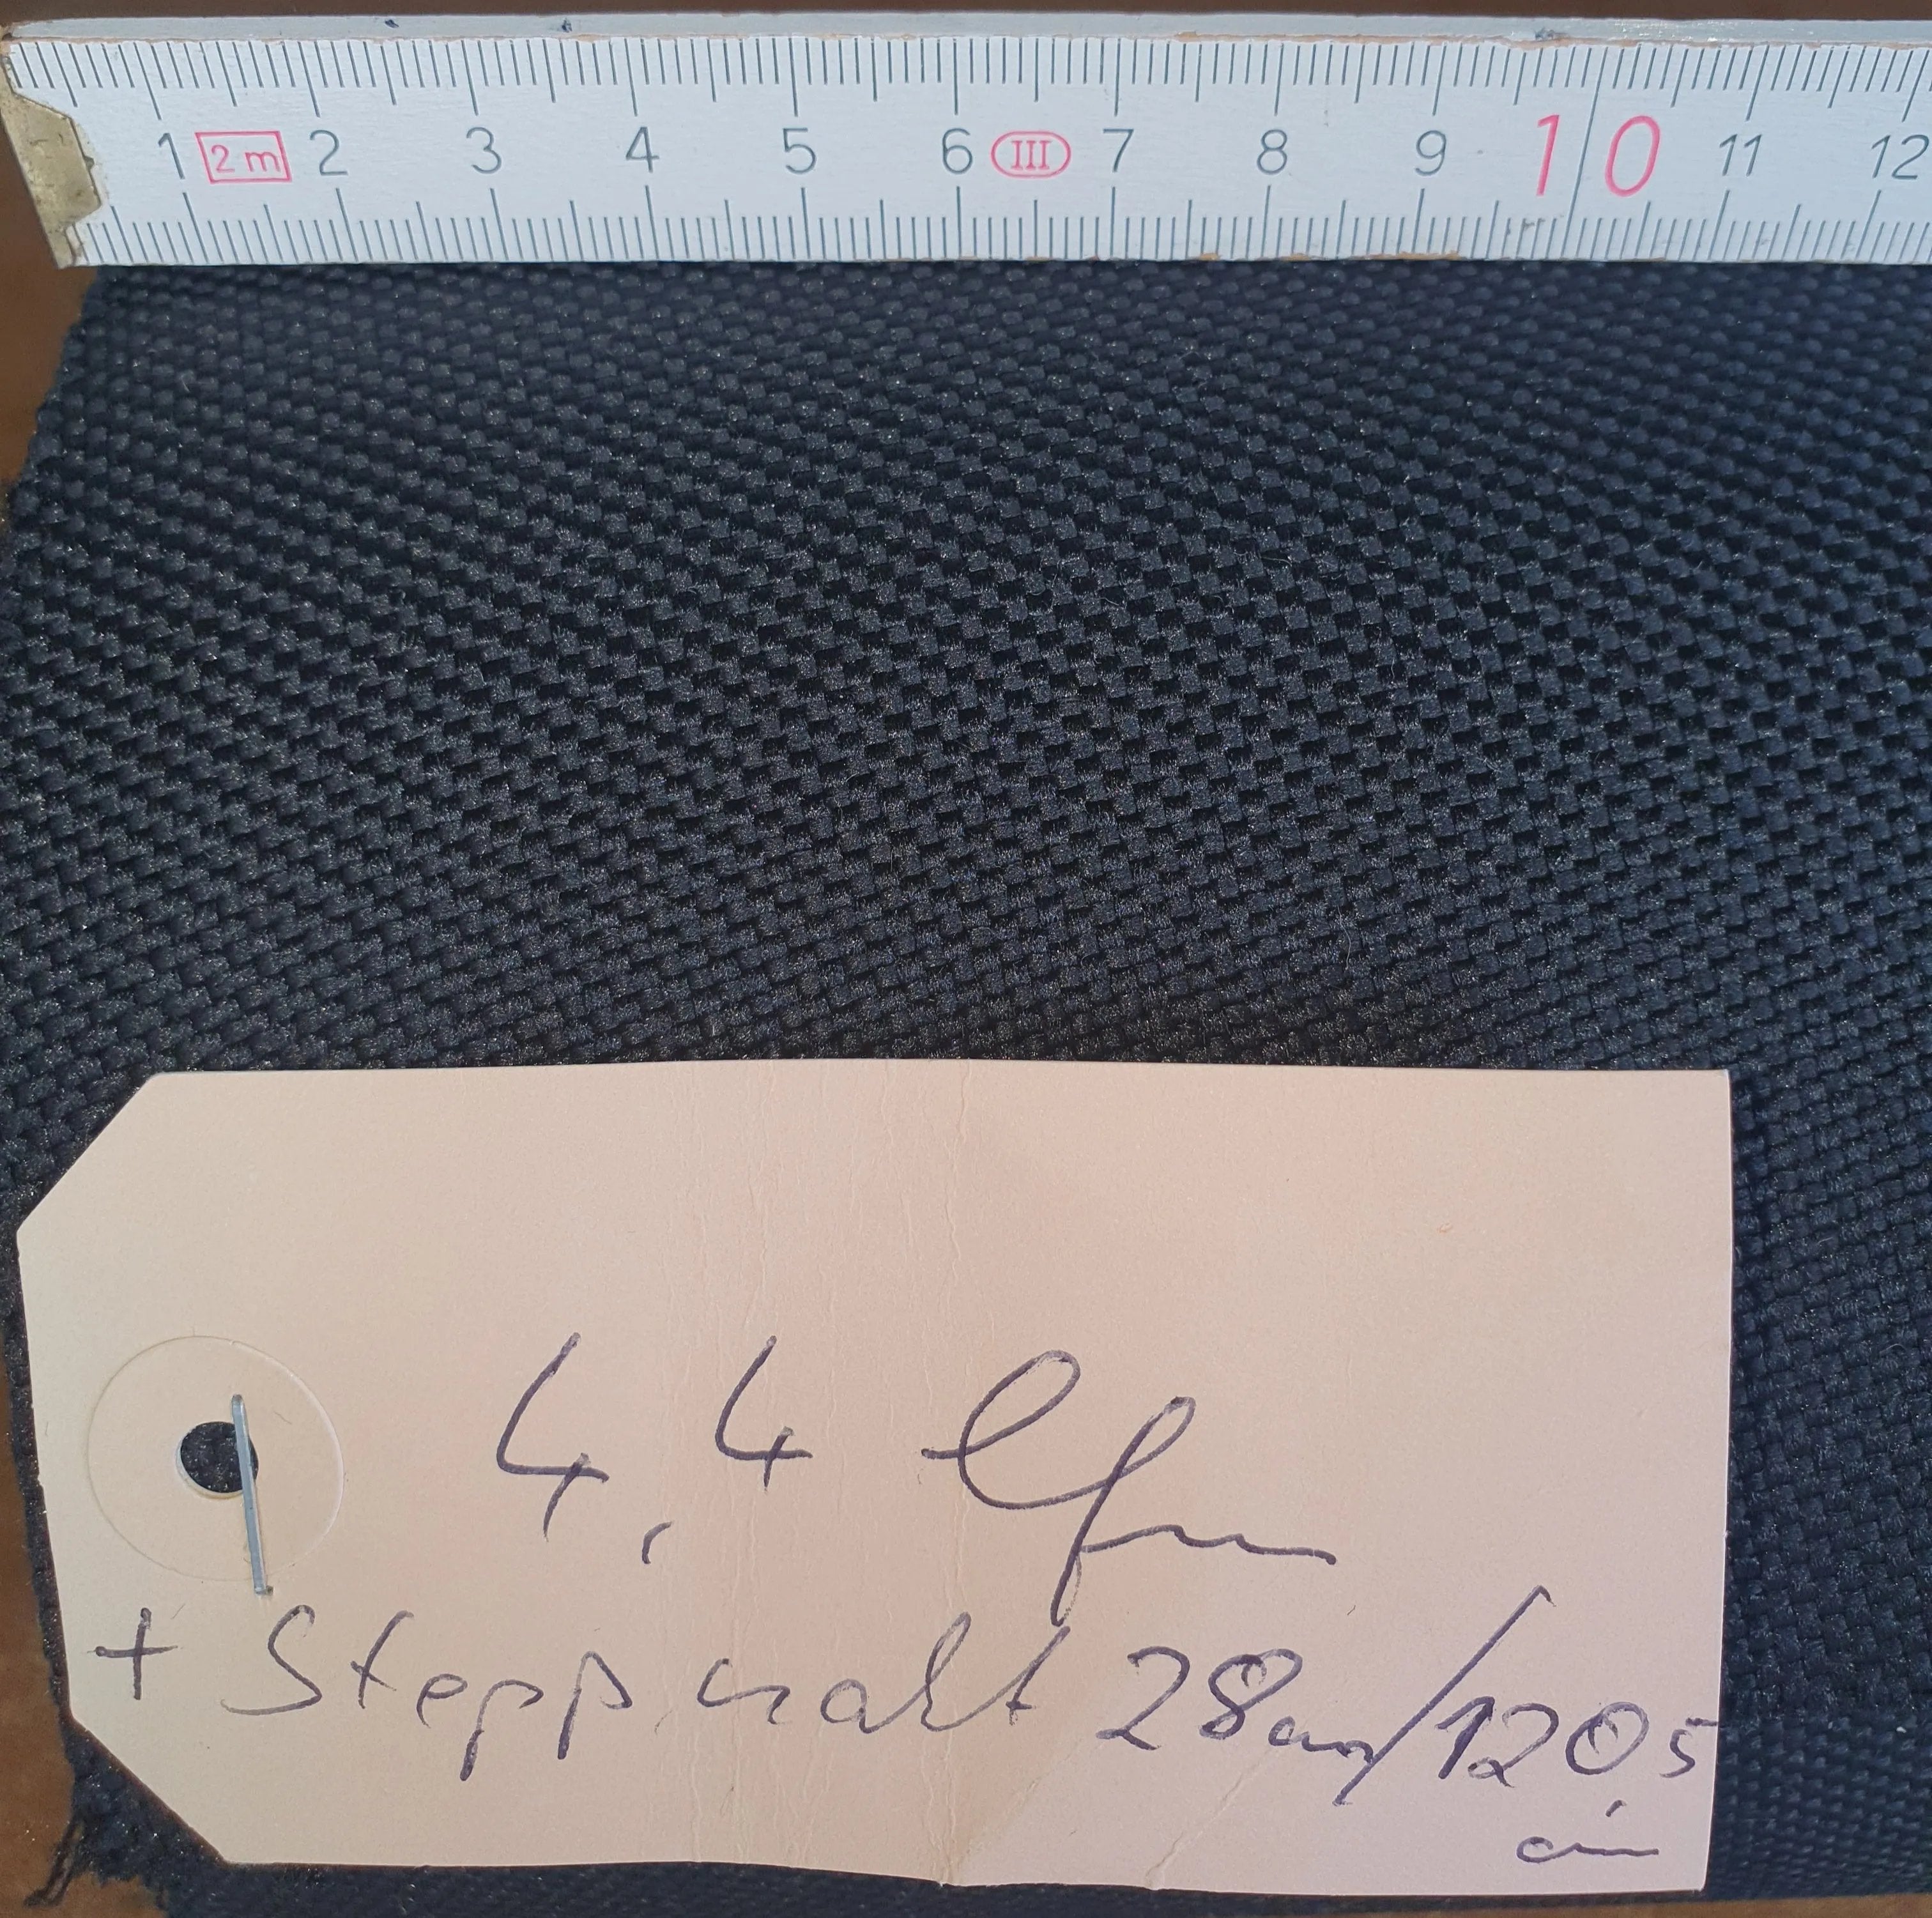 1 2m 2 3 4 5 6 III 7 8 9 10 11 12
4,4 lfm
+ Steppnaht 28cm/120,5
cm